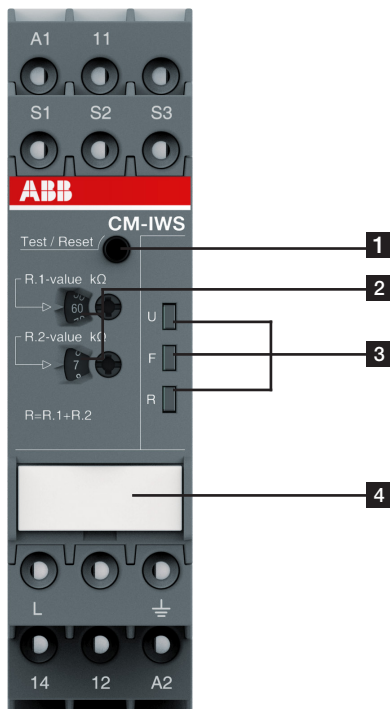 A1 11
S1 S2 S3
ABB
CM-IWS
Test / Reset
1
R.1-value kΩ
2
60
U
R.2-value kΩ
F
3
7
R
R=R.1+R.2
4
L
14 12 A2